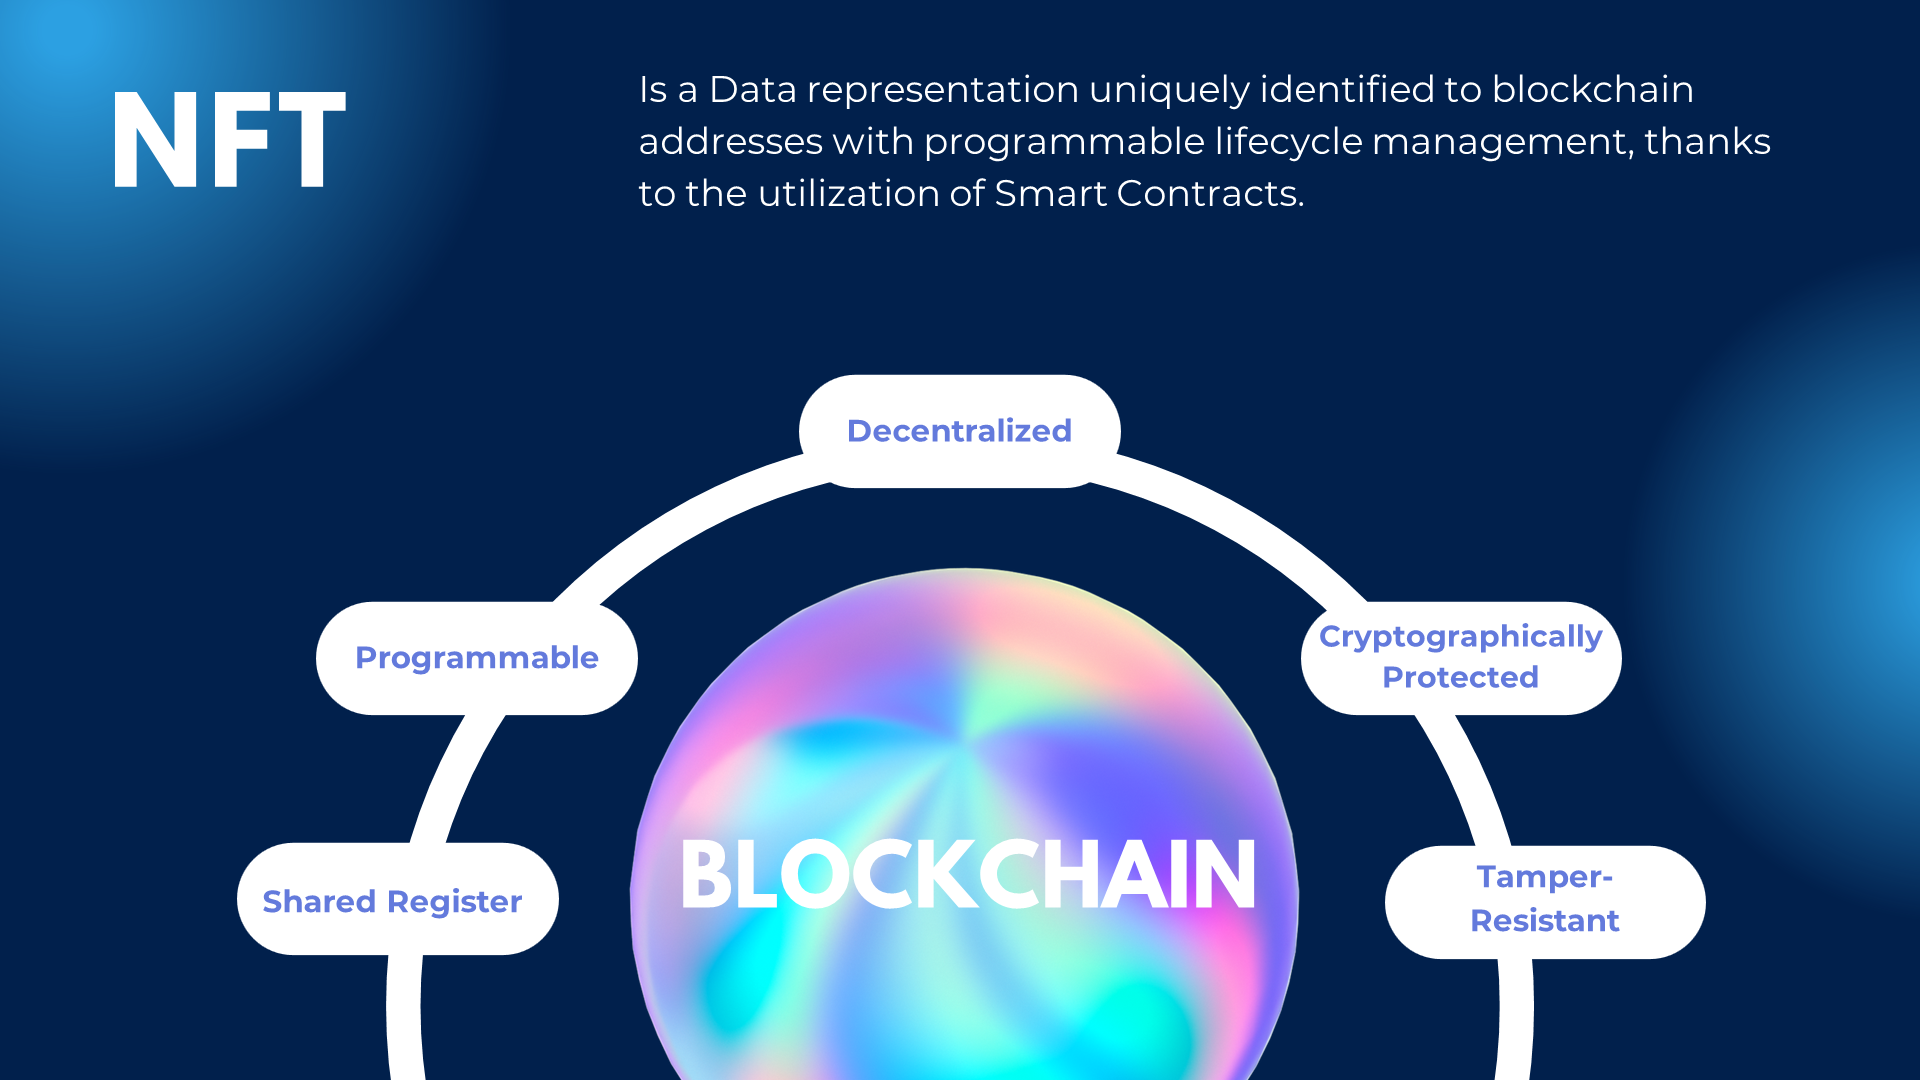 NFT
Is a Data representation uniquely identified to blockchain
addresses with programmable lifecycle management, thanks
to the utilization of Smart Contracts.
Decentralized
Programmable
Cryptographically
Protected
Shared Register
BLOCKCHAIN
Tamper-
Resistant